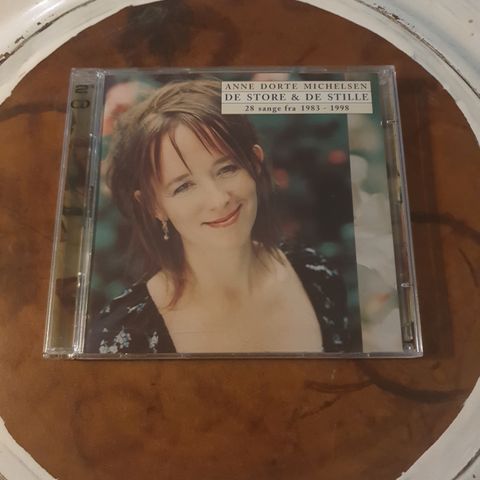 ANNE DORTE MICHELSEN
DE STORE & DE STILLE
28 sange fra 1983 - 1998